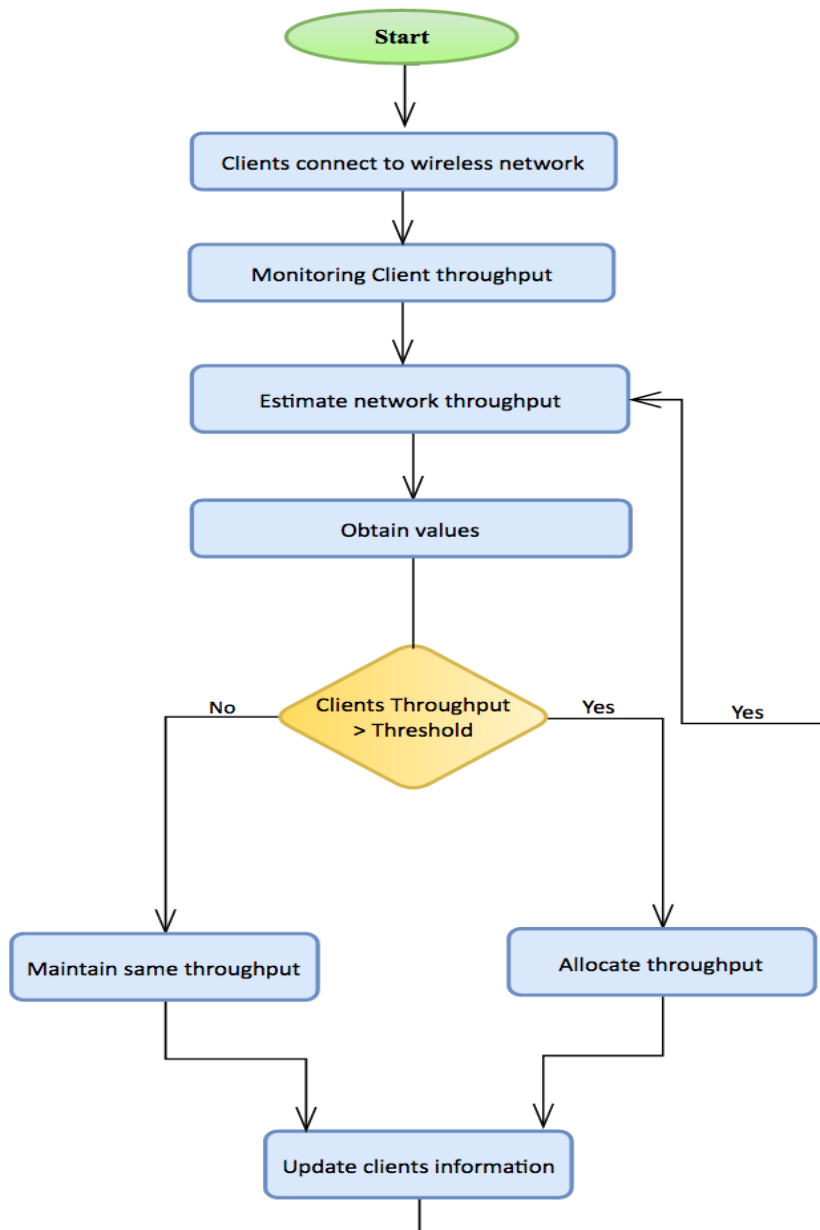 Start
Clients connect to wireless network
Monitoring Client throughput
Estimate network throughput
Obtain values
No
Clients Throughput
> Threshold
Yes
Yes
Maintain same throughput
Allocate throughput
Update clients information